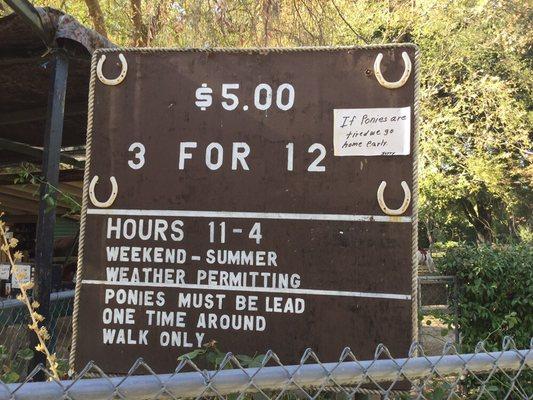 $5.00
3 FOR 12
If Ponies are
tired we go
home early.
Sorry
HOURS 11-4
WEEKEND - SUMMER
WEATHER PERMITTING
PONIES MUST BE LEAD
ONE TIME AROUND
WALK ONLY